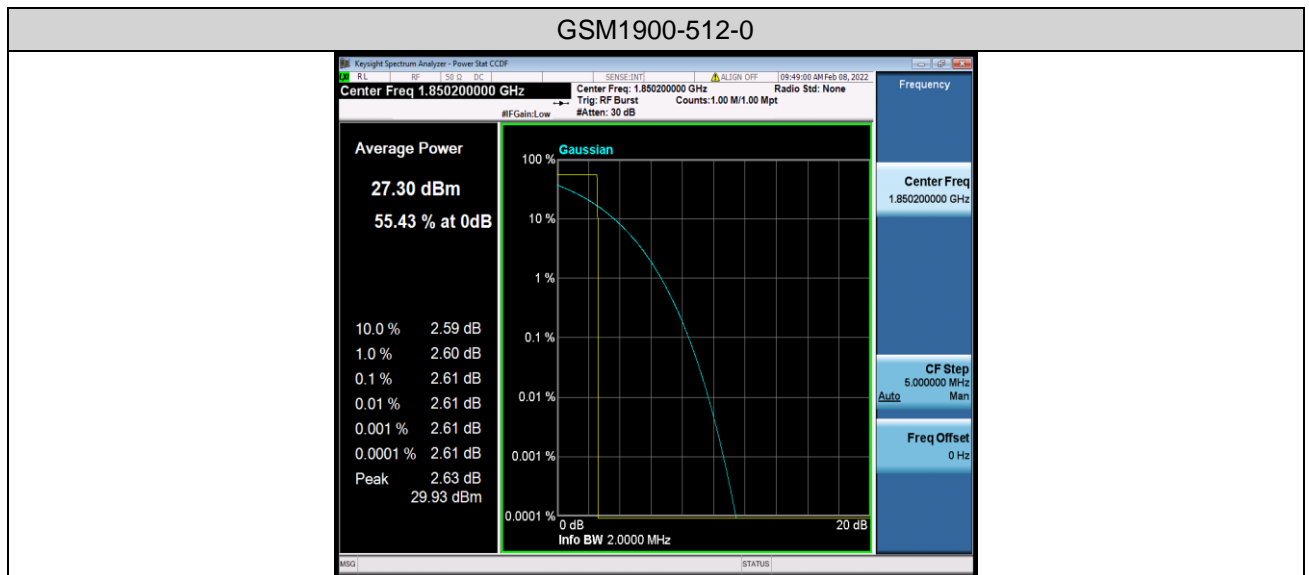 GSM1900-512-0
Keysight Spectrum Analyzer - Power Stat CCDF
RL RF 50 Ω DC SENSE:INT ALIGN OFF 09:49:00 AM Feb 08, 2022
Center Freq 1.850200000 GHz
Center Freq: 1.850200000 GHz Radio Std: None
Trig: RF Burst Counts:1.00 M/1.00 Mpt
#IFGain:Low #Atten: 30 dB
Average Power
27.30 dBm
55.43 % at 0dB
10.0 % 2.59 dB
1.0 % 2.60 dB
0.1 % 2.61 dB
0.01 % 2.61 dB
0.001 % 2.61 dB
0.0001 % 2.61 dB
Peak 2.63 dB
29.93 dBm
Gaussian
100 %
10 %
1 %
0.1 %
0.01 %
0.001 %
0.0001 %
0 dB 20 dB
Info BW 2.0000 MHz
Frequency
Center Freq
1.850200000 GHz
CF Step
5.000000 MHz
Auto Man
Freq Offset
0 Hz
MSG STATUS